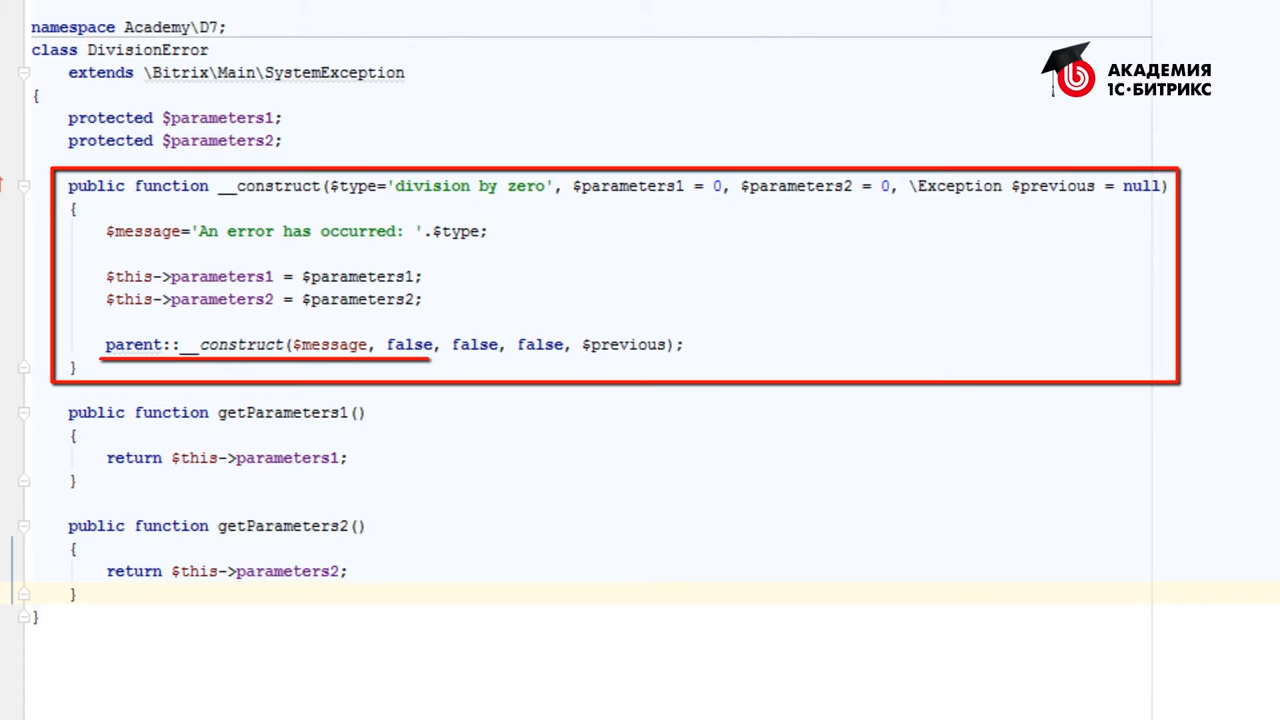 namespace Academy\D7;
class DivisionError
extends \Bitrix\Main\SystemException
{
protected $parameters1;
protected $parameters2;
public function __construct($type='division by zero', $parameters1 = 0, $parameters2 = 0, \Exception $previous = null)
{
$message='An error has occurred: '.$type;
$this->parameters1 = $parameters1;
$this->parameters2 = $parameters2;
parent::__construct($message, false, false, false, $previous);
}
public function getParameters1()
{
return $this->parameters1;
}
public function getParameters2()
{
return $this->parameters2;
}
}
АКАДЕМИЯ
1С·БИТРИКС